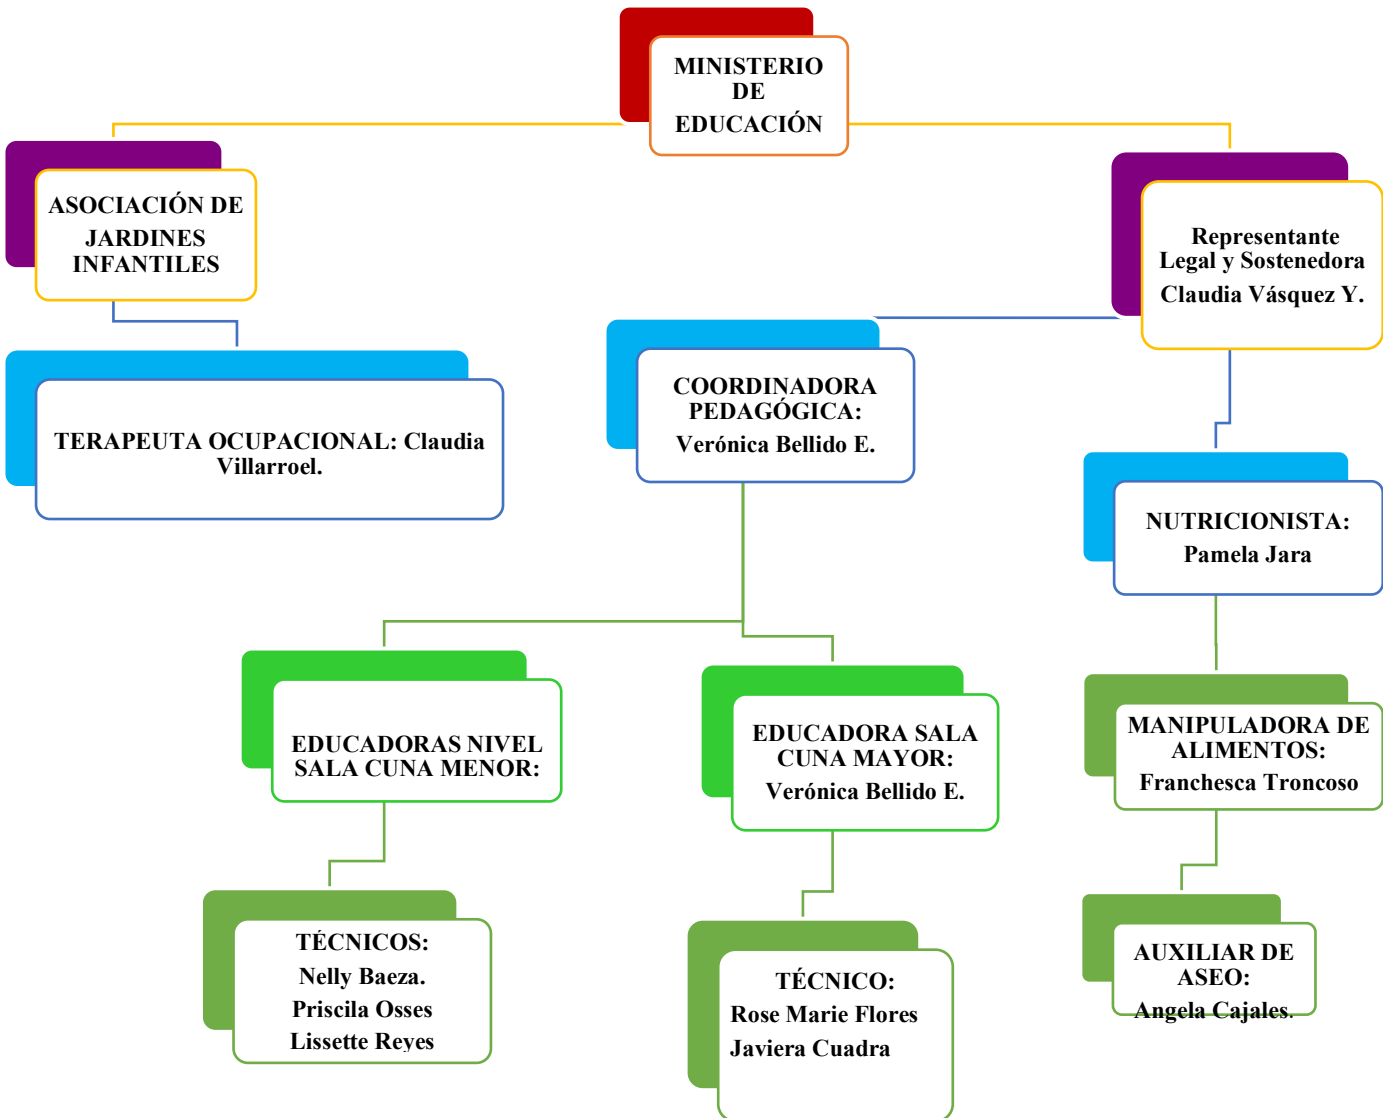 MINISTERIO
DE
EDUCACIÓN
ASOCIACIÓN DE
JARDINES
INFANTILES
Representante
Legal y Sostenedora
Claudia Vásquez Y.
TERAPEUTA OCUPACIONAL: Claudia
Villarroel.
COORDINADORA
PEDAGÓGICA:
Verónica Bellido E.
NUTRICIONISTA:
Pamela Jara
EDUCADORAS NIVEL
SALA CUNA MENOR:
EDUCADORA SALA
CUNA MAYOR:
Verónica Bellido E.
MANIPULADORA DE
ALIMENTOS:
Franchesca Troncoso
TÉCNICOS:
Nelly Baeza.
Priscila Osses
Lissette Reyes
TÉCNICO:
Rose Marie Flores
Javiera Cuadra
AUXILIAR DE
ASEO:
Angela Cajales.